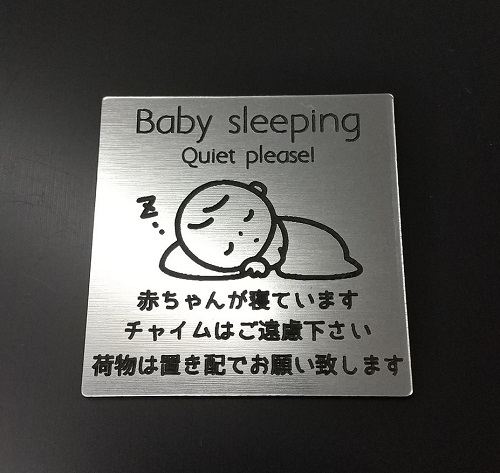 Baby sleeping
Quiet please!
Z
赤ちゃんが寝ています
チャイムはご遠慮下さい
荷物は置き配でお願い致します